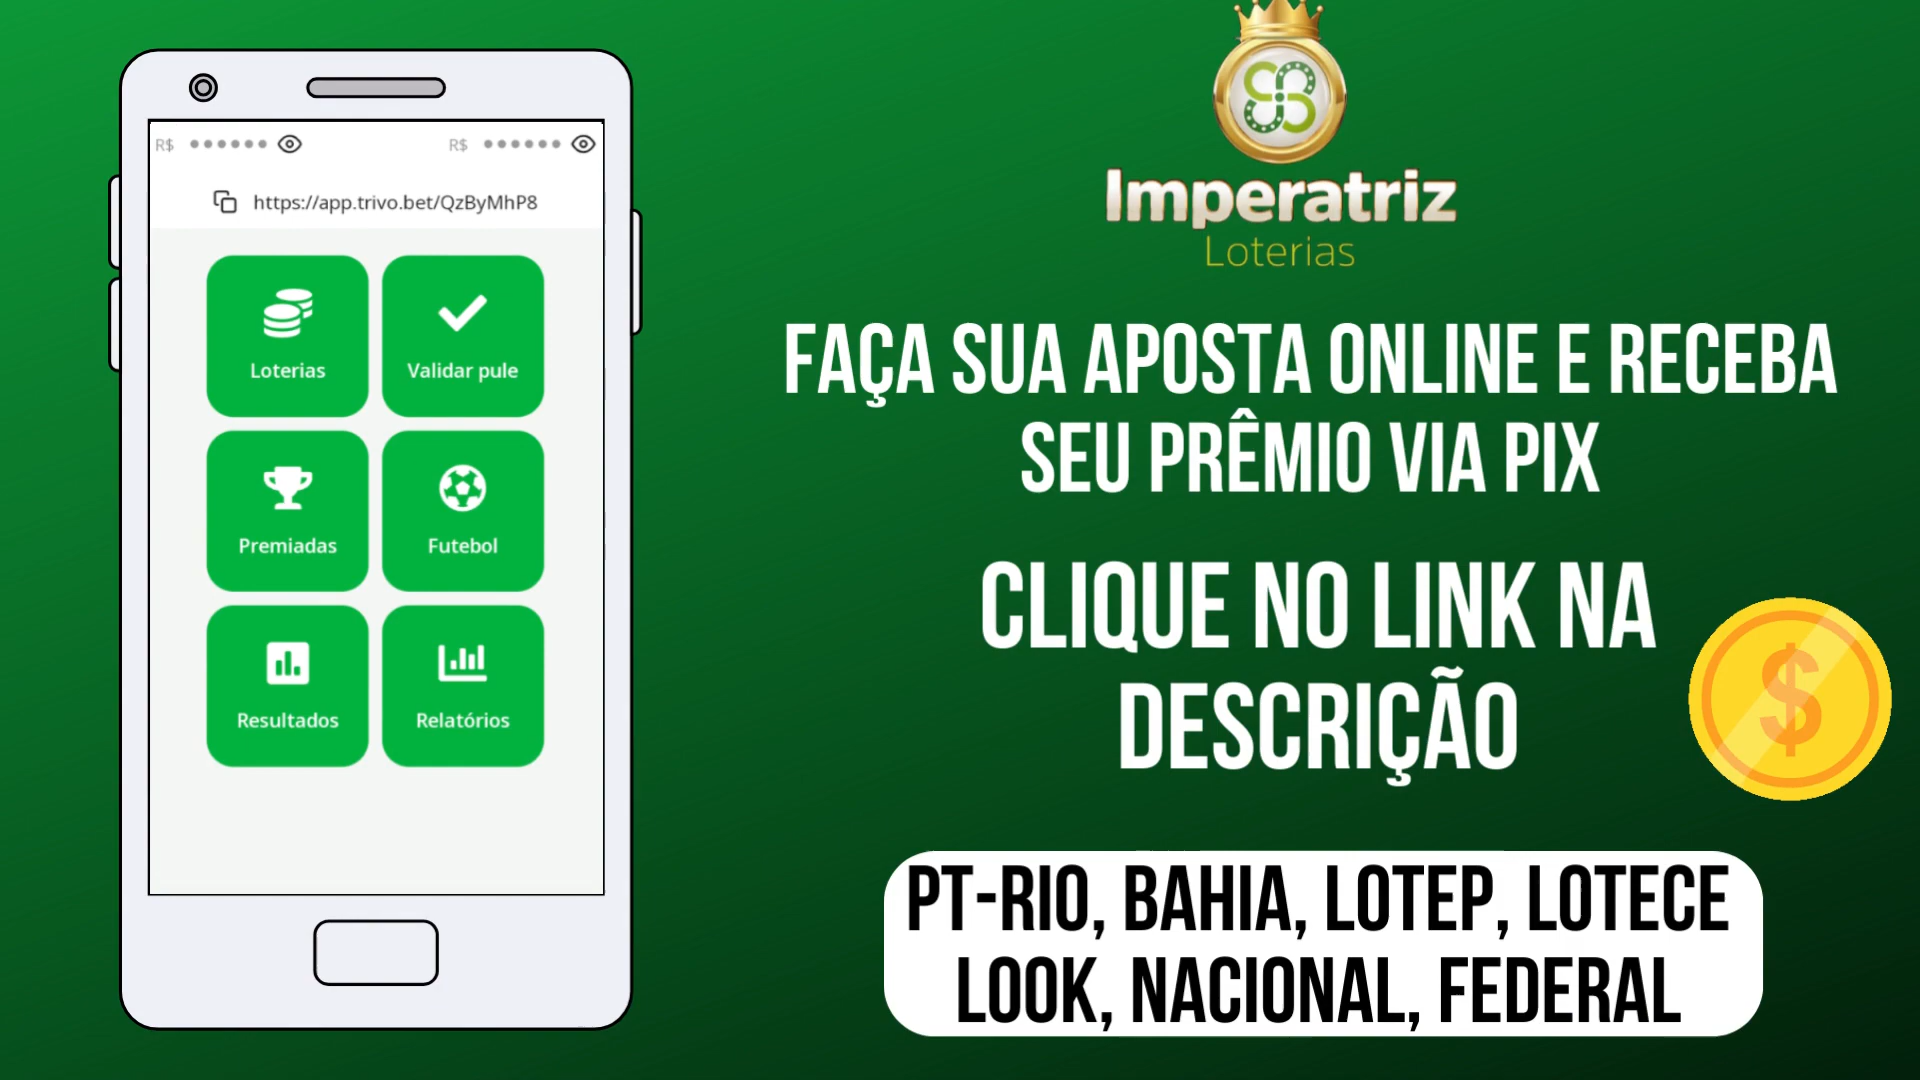 R$ R$
https://app.trivo.bet/QzByMhP8
Loterias
Validar pule
Premiadas
Futebol
Resultados
Relatórios
Imperatriz
Loterias
FAÇA SUA APOSTA ONLINE E RECEBA
SEU PRÊMIO VIA PIX
CLIQUE NO LINK NA
DESCRIÇÃO
$
PT-RIO, BAHIA, LOTEP, LOTECE
LOOK, NACIONAL, FEDERAL